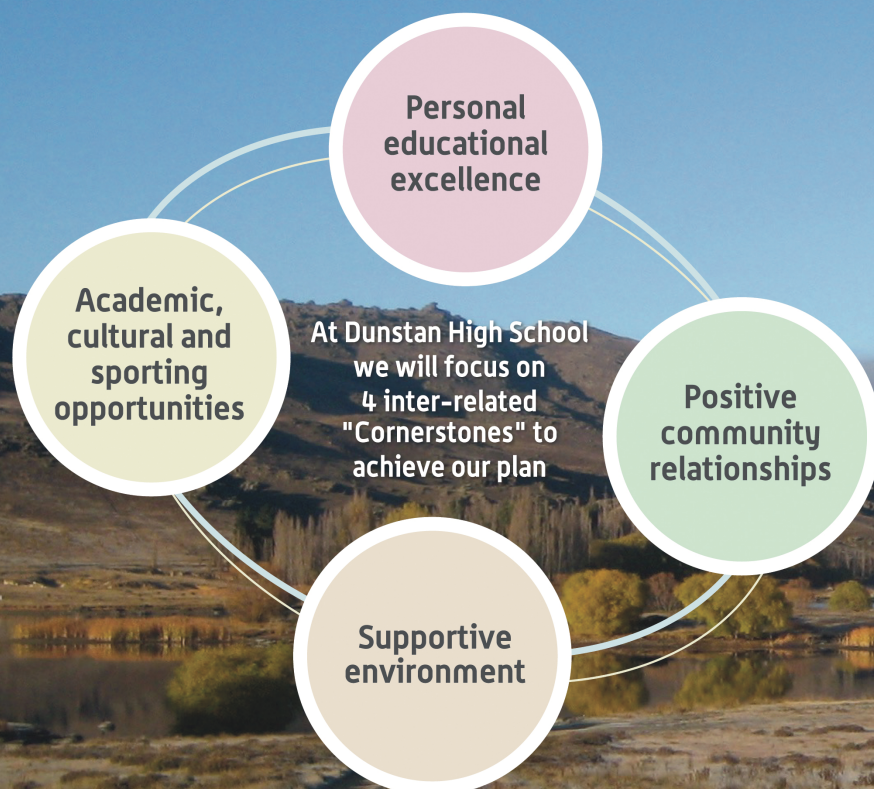 Personal
educational
excellence
Academic,
cultural and
sporting
opportunities
At Dunstan High School
we will focus on
4 inter-related
"Cornerstones" to
achieve our plan
Positive
community
relationships
Supportive
environment